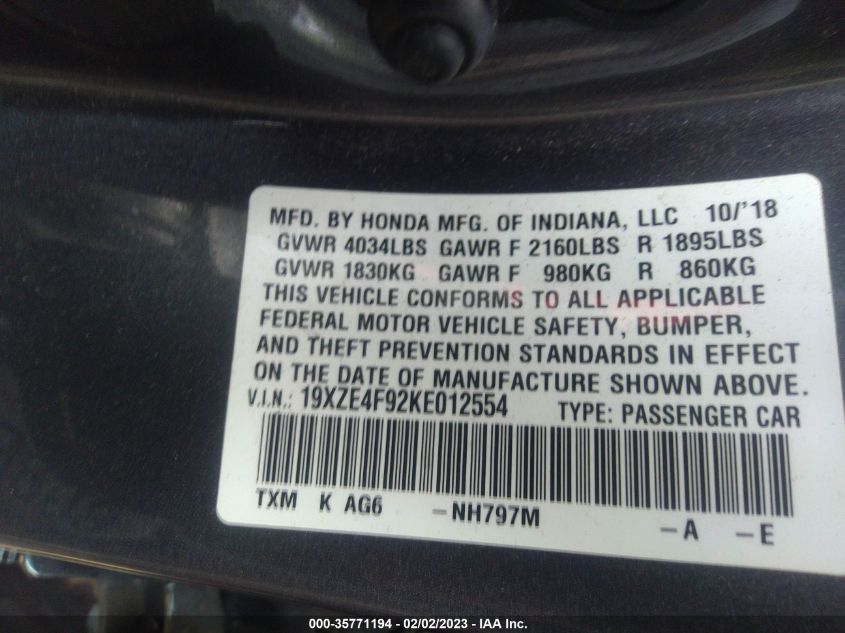 MFD. BY HONDA MFG. OF INDIANA, LLC 10/'18
GVWR 4034LBS GAWR F 2160LBS R 1895LBS
GVWR 1830KG GAWR F 980KG R 860KG
THIS VEHICLE CONFORMS TO ALL APPLICABLE
FEDERAL MOTOR VEHICLE SAFETY, BUMPER,
AND THEFT PREVENTION STANDARDS IN EFFECT
ON THE DATE OF MANUFACTURE SHOWN ABOVE.
V.I.N.: 19XZE4F92KE012554 TYPE: PASSENGER CAR
TXM K AG6 -NH797M -A -E
000-35771194 - 02/02/2023 - IAA Inc.